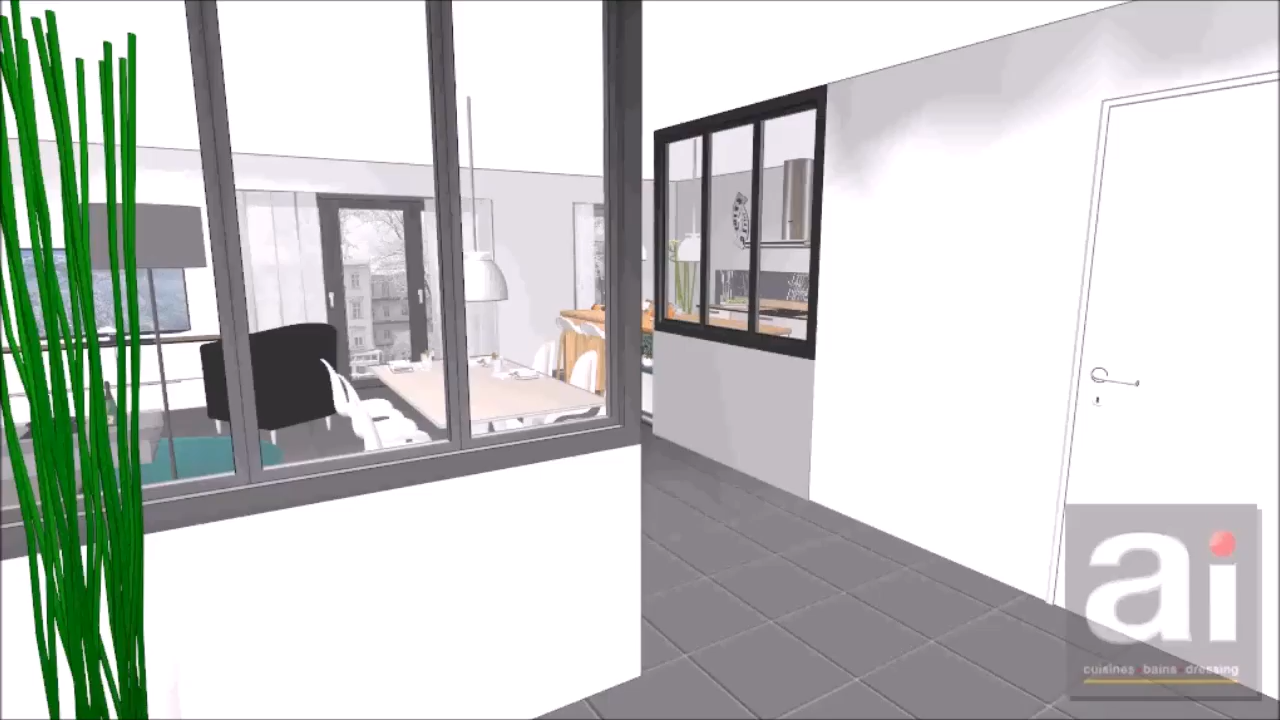 ai
cuisines • bains • dressing